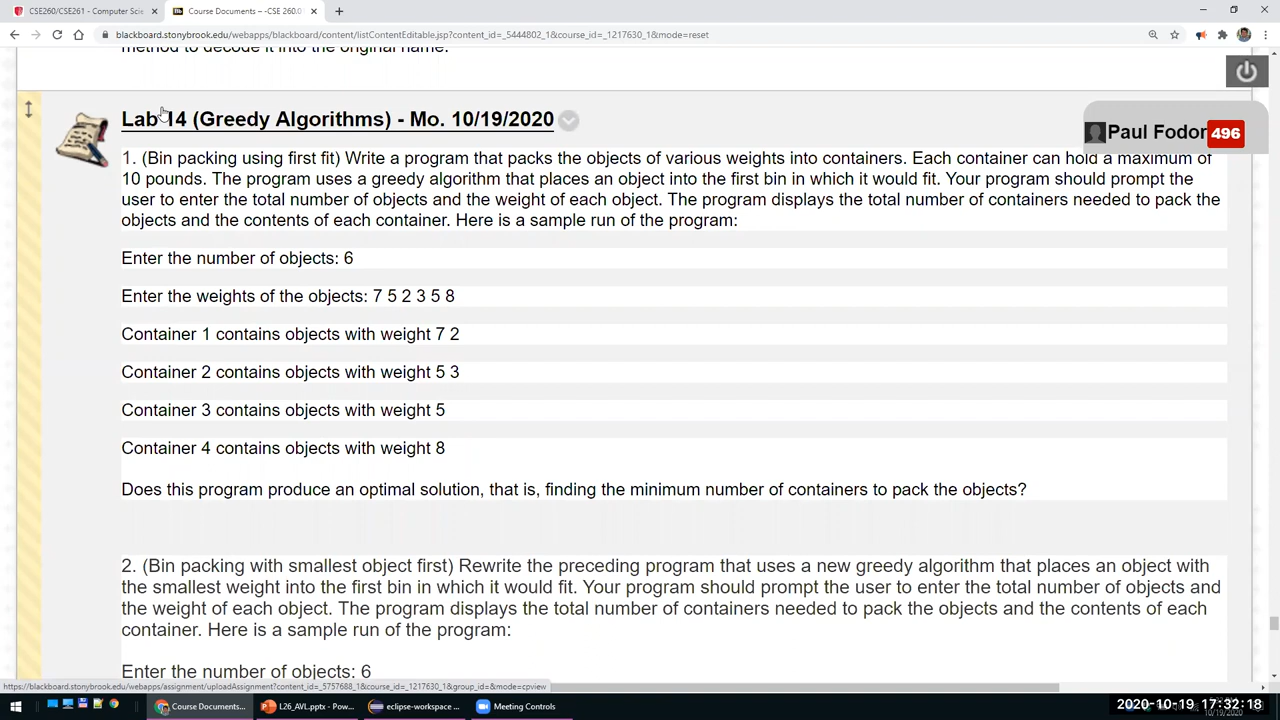 CSE260/CSE261 - Computer Scie
Course Documents – -CSE 260.0
blackboard.stonybrook.edu/webapps/blackboard/content/listContentEditable.jsp?content_id=_5444802_1&course_id=_1217630_1&mode=reset
method to decode it into the original name.
Lab 14 (Greedy Algorithms) - Mo. 10/19/2020
Paul Fodor 496
1. (Bin packing using first fit) Write a program that packs the objects of various weights into containers. Each container can hold a maximum of
10 pounds. The program uses a greedy algorithm that places an object into the first bin in which it would fit. Your program should prompt the
user to enter the total number of objects and the weight of each object. The program displays the total number of containers needed to pack the
objects and the contents of each container. Here is a sample run of the program:
Enter the number of objects: 6
Enter the weights of the objects: 7 5 2 3 5 8
Container 1 contains objects with weight 7 2
Container 2 contains objects with weight 5 3
Container 3 contains objects with weight 5
Container 4 contains objects with weight 8
Does this program produce an optimal solution, that is, finding the minimum number of containers to pack the objects?
2. (Bin packing with smallest object first) Rewrite the preceding program that uses a new greedy algorithm that places an object with
the smallest weight into the first bin in which it would fit. Your program should prompt the user to enter the total number of objects and
the weight of each object. The program displays the total number of containers needed to pack the objects and the contents of each
container. Here is a sample run of the program:
Enter the number of objects: 6
https://blackboard.stonybrook.edu/webapps/assignment/uploadAssignment?content_id=_5757688_1&course_id=_1217630_1&group_id=&mode=cpview
Course Documents...
L26_AVL.pptx - Pow...
eclipse-workspace ...
Meeting Controls
2020-10-19 17:32:18
10/19/2020